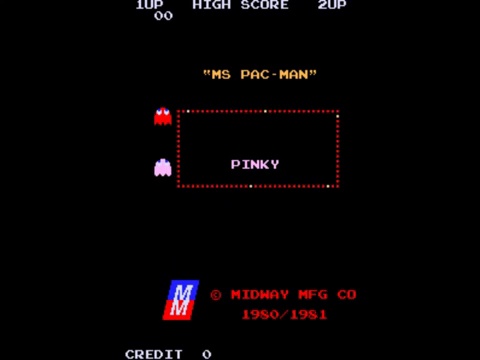 1UP HIGH SCORE 2UP
00
"MS PAC-MAN"
PINKY
MM
© MIDWAY MFG CO
1980/1981
CREDIT 0